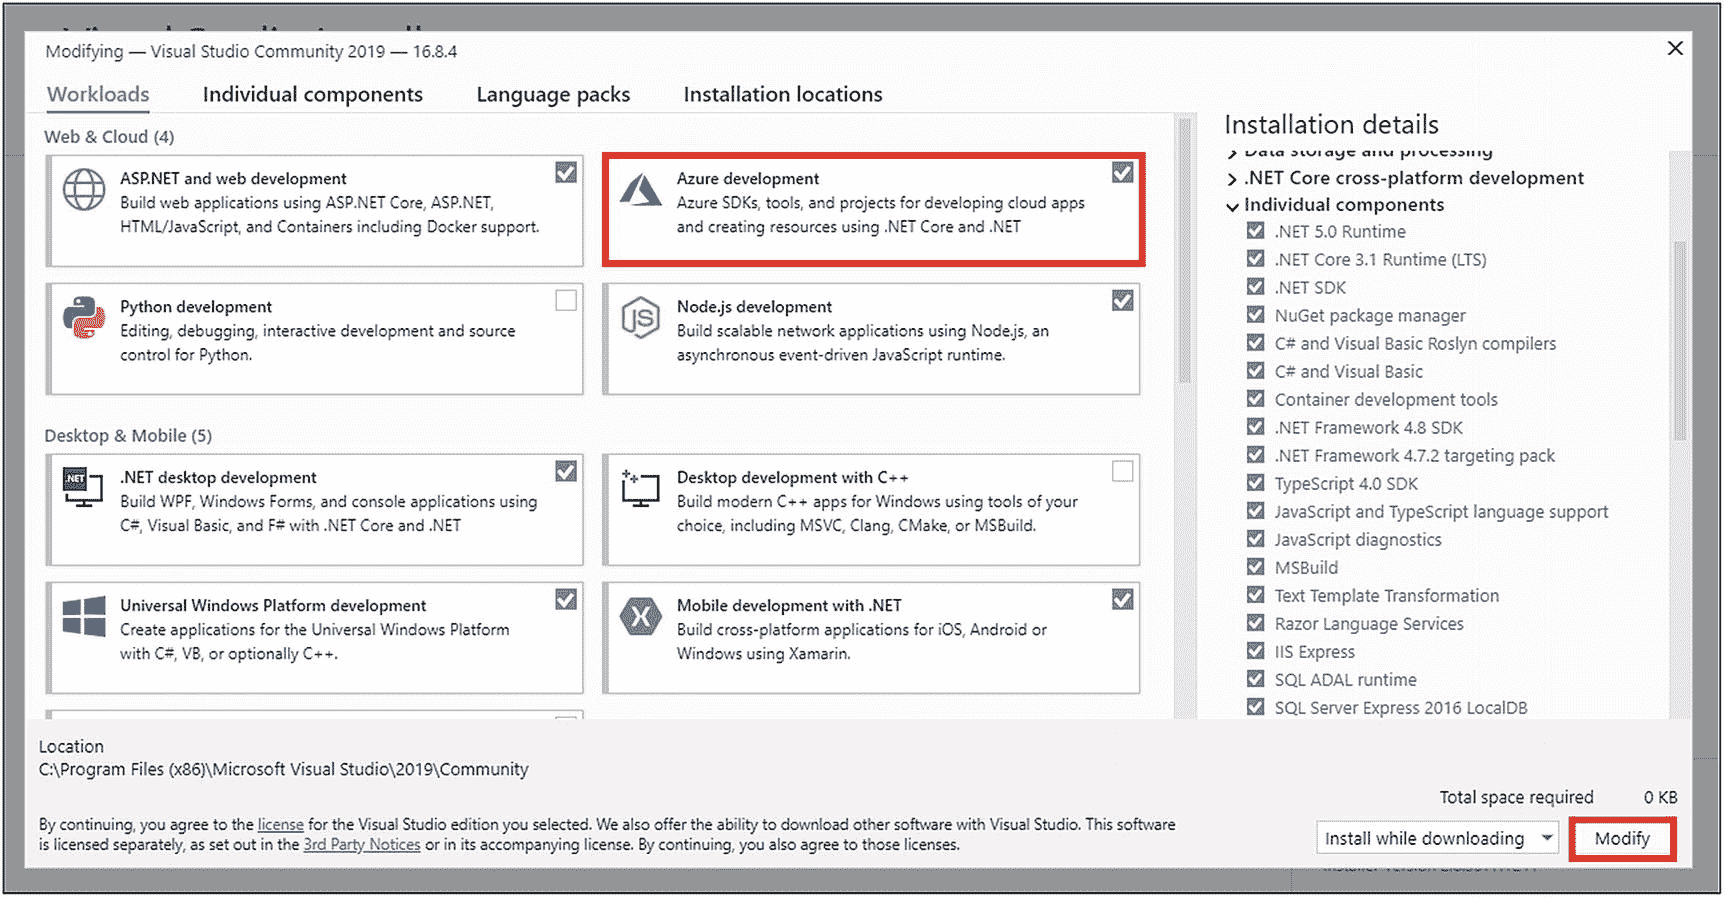 Modifying — Visual Studio Community 2019 — 16.8.4
Workloads
Individual components
Language packs
Installation locations
Web & Cloud (4)
ASP.NET and web development
Build web applications using ASP.NET Core, ASP.NET,
HTML/JavaScript, and Containers including Docker support.
Azure development
Azure SDKs, tools, and projects for developing cloud apps
and creating resources using .NET Core and .NET
Python development
Editing, debugging, interactive development and source
control for Python.
JS
Node.js development
Build scalable network applications using Node.js, an
asynchronous event-driven JavaScript runtime.
Desktop & Mobile (5)
.NET
.NET desktop development
Build WPF, Windows Forms, and console applications using
C#, Visual Basic, and F# with .NET Core and .NET
Desktop development with C++
Build modern C++ apps for Windows using tools of your
choice, including MSVC, Clang, CMake, or MSBuild.
Universal Windows Platform development
Create applications for the Universal Windows Platform
with C#, VB, or optionally C++.
Mobile development with .NET
Build cross-platform applications for iOS, Android or
Windows using Xamarin.
Installation details
Data storage and processing
.NET Core cross-platform development
Individual components
.NET 5.0 Runtime
.NET Core 3.1 Runtime (LTS)
.NET SDK
NuGet package manager
C# and Visual Basic Roslyn compilers
C# and Visual Basic
Container development tools
.NET Framework 4.8 SDK
.NET Framework 4.7.2 targeting pack
TypeScript 4.0 SDK
JavaScript and TypeScript language support
JavaScript diagnostics
MSBuild
Text Template Transformation
Razor Language Services
IIS Express
SQL ADAL runtime
SQL Server Express 2016 LocalDB
Location
C:\Program Files (x86)\Microsoft Visual Studio\2019\Community
Total space required 0 KB
By continuing, you agree to the license for the Visual Studio edition you selected. We also offer the ability to download other software with Visual Studio. This software
is licensed separately, as set out in the 3rd Party Notices or in its accompanying license. By continuing, you also agree to those licenses.
Install while downloading
Modify